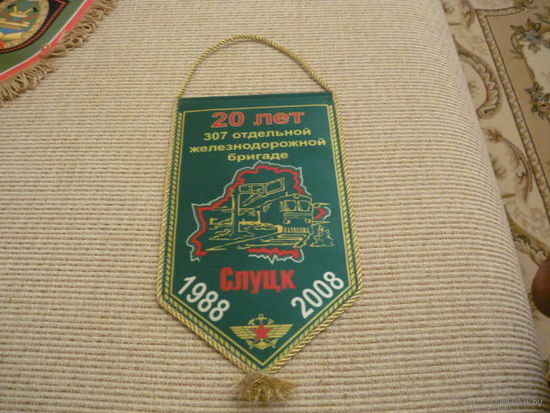 20 лет
307 отдельной
железнодорожной
бригаде
Слуцк
1988 2008